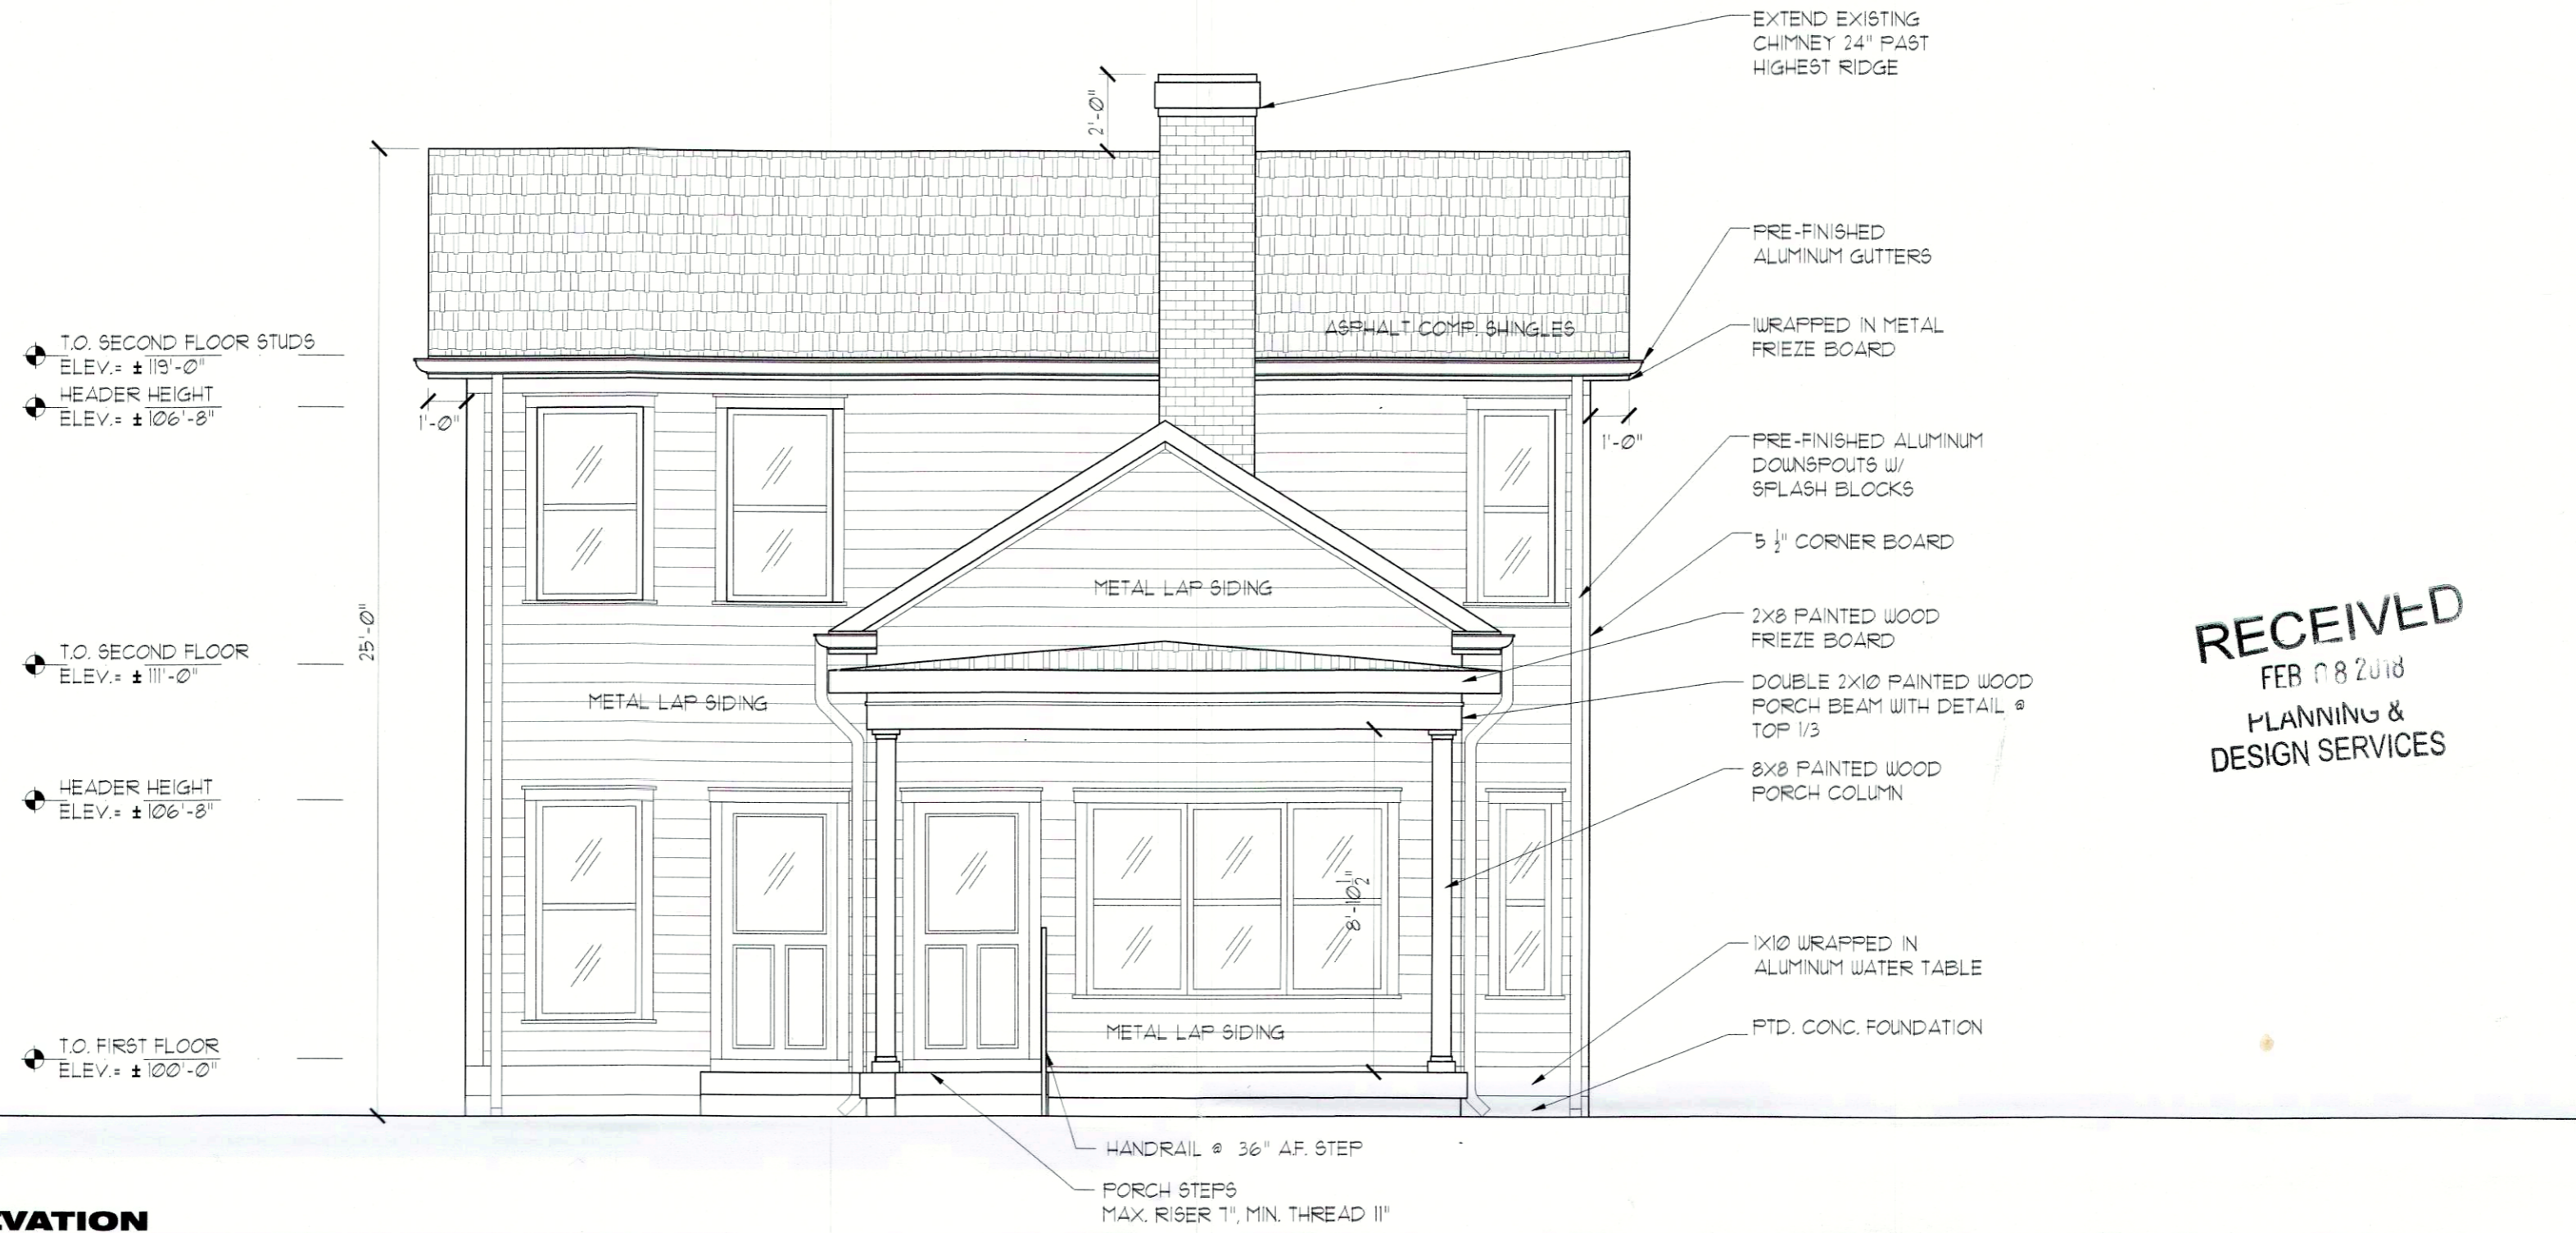 EXTEND EXISTING
CHIMNEY 24" PAST
HIGHEST RIDGE
2'-0"
PRE-FINISHED
ALUMINUM GUTTERS
ASPHALT COMP. SHINGLES
WRAPPED IN METAL
FRIEZE BOARD
T.O. SECOND FLOOR STUDS
ELEV.= ±119'-0"
HEADER HEIGHT
ELEV.= ±106'-8"
1'-0"
1'-0"
PRE-FINISHED ALUMINUM
DOWNSPOUTS W/
SPLASH BLOCKS
5 1/2" CORNER BOARD
METAL LAP SIDING
25'-0"
2X8 PAINTED WOOD
FRIEZE BOARD
T.O. SECOND FLOOR
ELEV.= ±111'-0"
METAL LAP SIDING
DOUBLE 2X10 PAINTED WOOD
PORCH BEAM WITH DETAIL @
TOP 1/3
RECEIVED
FEB 08 2018
PLANNING &
DESIGN SERVICES
HEADER HEIGHT
ELEV.= ±106'-8"
8X8 PAINTED WOOD
PORCH COLUMN
8'-10 1/2"
1X10 WRAPPED IN
ALUMINUM WATER TABLE
METAL LAP SIDING
PTD. CONC. FOUNDATION
T.O. FIRST FLOOR
ELEV.= ±100'-0"
HANDRAIL @ 36" A.F. STEP
PORCH STEPS
MAX. RISER 7", MIN. THREAD 11"
VATION